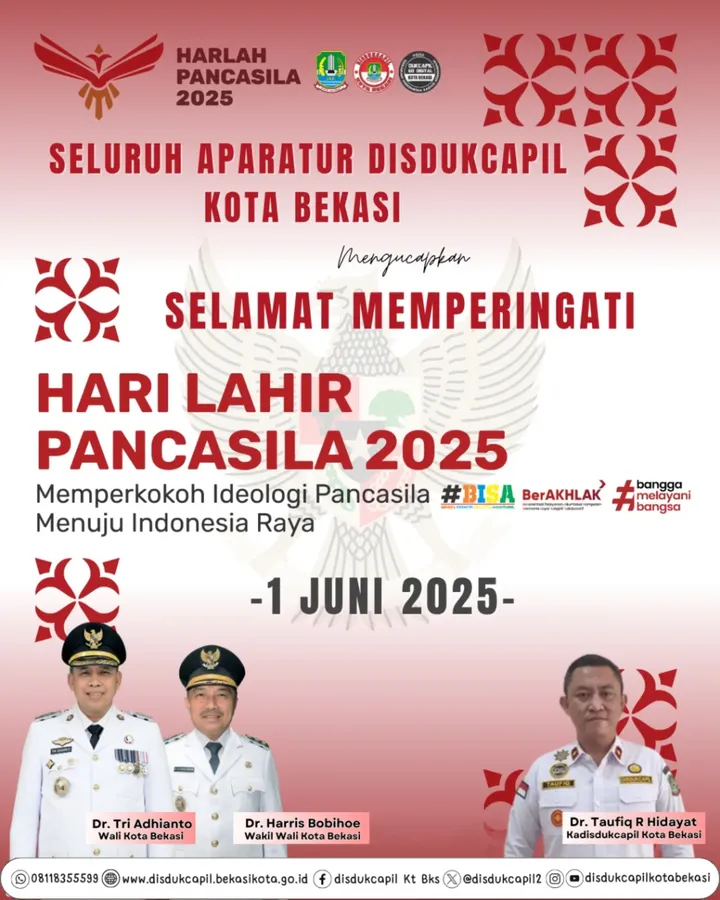 HARLAH
PANCASILA
2025
SELURUH APARATUR DISDUKCAPIL
KOTA BEKASI
Mengucapkan
SELAMAT MEMPERINGATI
HARI LAHIR
PANCASILA 2025
Memperkokoh Ideologi Pancasila
Menuju Indonesia Raya
#BISA
BerAKHLAK
#bangga
melayani
bangsa
-1 JUNI 2025-
TAUFIQ
DISDUKCAPIL
Dr. Tri Adhianto
Wali Kota Bekasi
Dr. Harris Bobihoe
Wakil Wali Kota Bekasi
Dr. Taufiq R Hidayat
Kadisdukcapil Kota Bekasi
08118355599 www.disdukcapil.bekasikota.go.id disdukcapil Kt Bks @disdukcapil2 disdukcapilkotabekasi